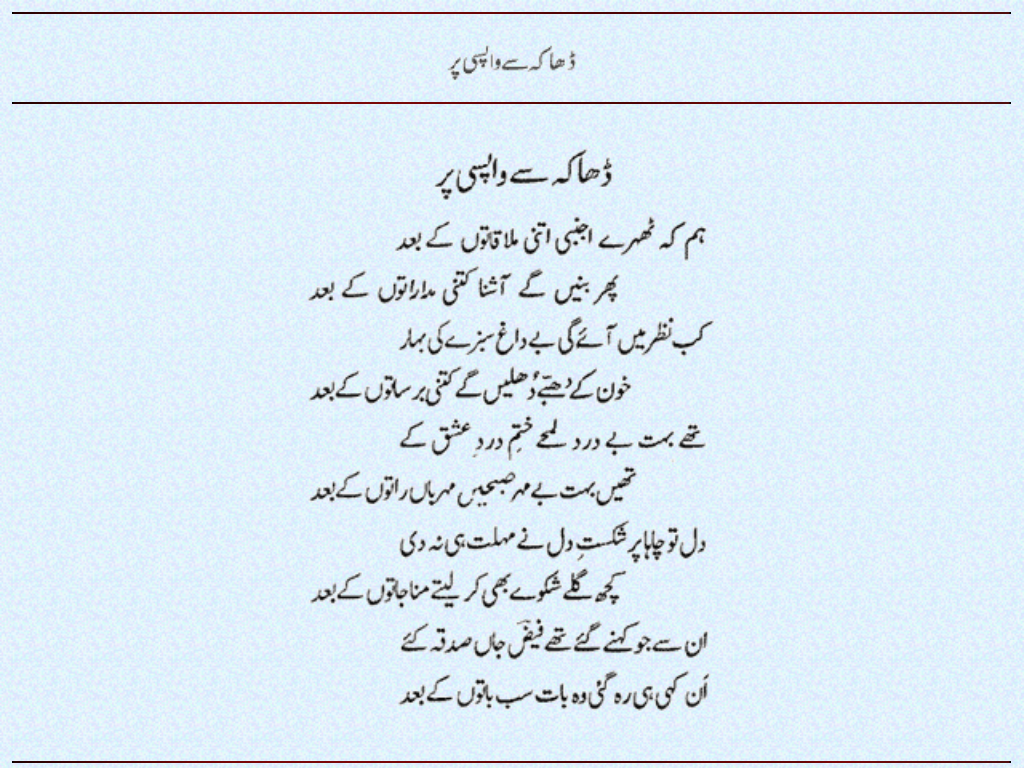 ڈھاکہ سے واپسی پر
ڈھاکہ سے واپسی پر
ہم کہ ٹھہرے اجنبی اتنی ملاقاتوں کے بعد
پھر بنیں گے آشنا کتنی مداراتوں کے بعد
کب نظر میں آئے گی بے داغ سبزے کی بہار
خون کے دھبّے دُھلیں گے کتنی برساتوں کے بعد
تھے بہت بے درد لمحے ختمِ دردِ عشق کے
تھیں بہت بے مہر صبحیں مہرباں راتوں کے بعد
دل تو چاہا پر شکستِ دل نے مہلت ہی نہ دی
کچھ گلے شکوے بھی کر لیتے مناجاتوں کے بعد
ان سے جو کہنے گئے تھے فیضؔ جاں صدقہ کئے
اَن کہی ہی رہ گئی وہ بات سب باتوں کے بعد